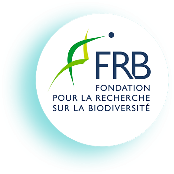 FRB
FONDATION
POUR LA RECHERCHE
SUR LA BIODIVERSITÉ